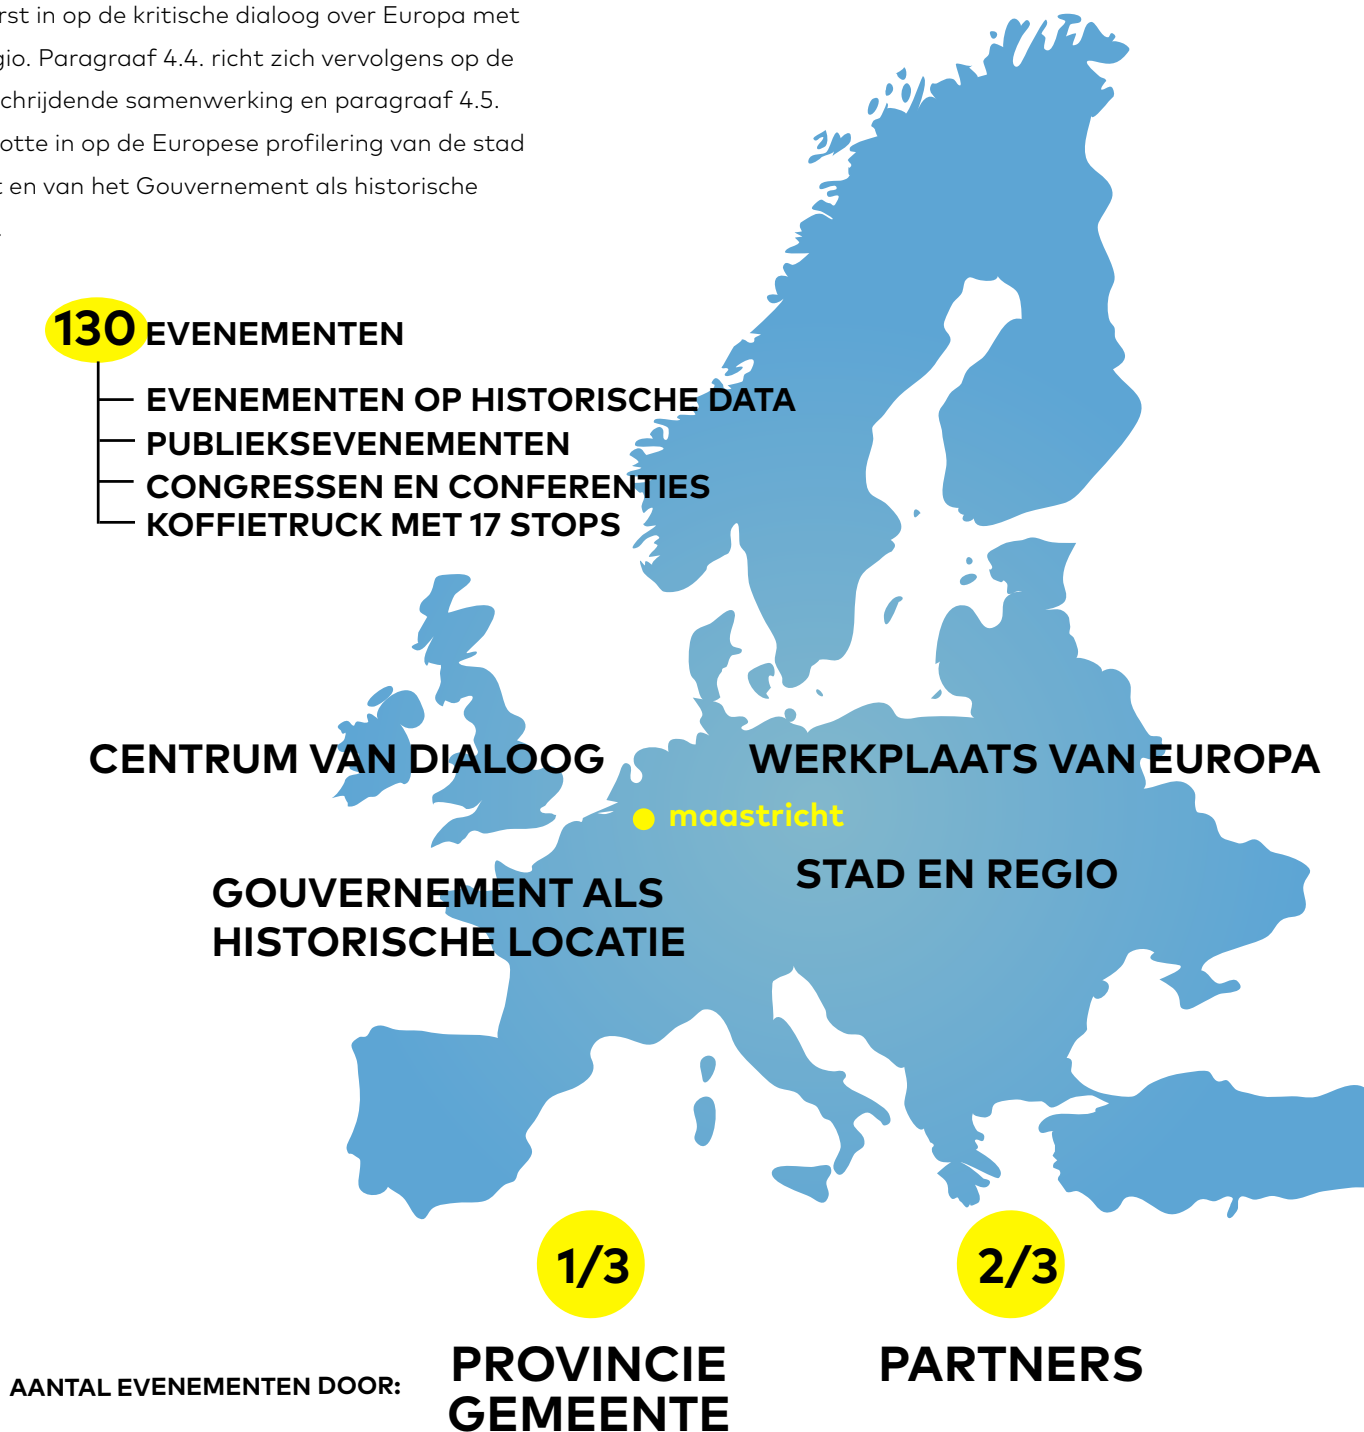 rst in op de kritische dialoog over Europa met
gio. Paragraaf 4.4. richt zich vervolgens op de
schrijdende samenwerking en paragraaf 4.5.
otte in op de Europese profilering van de stad
t en van het Gouvernement als historische
.
130 EVENEMENTEN
EVENEMENTEN OP HISTORISCHE DATA
PUBLIEKSEVENEMENTEN
CONGRESSEN EN CONFERENTIES
KOFFIETRUCK MET 17 STOPS
CENTRUM VAN DIALOOG
WERKPLAATS VAN EUROPA
maastricht
STAD EN REGIO
GOUVERNEMENT ALS
HISTORISCHE LOCATIE
1/3
2/3
AANTAL EVENEMENTEN DOOR:
PROVINCIE
GEMEENTE
PARTNERS